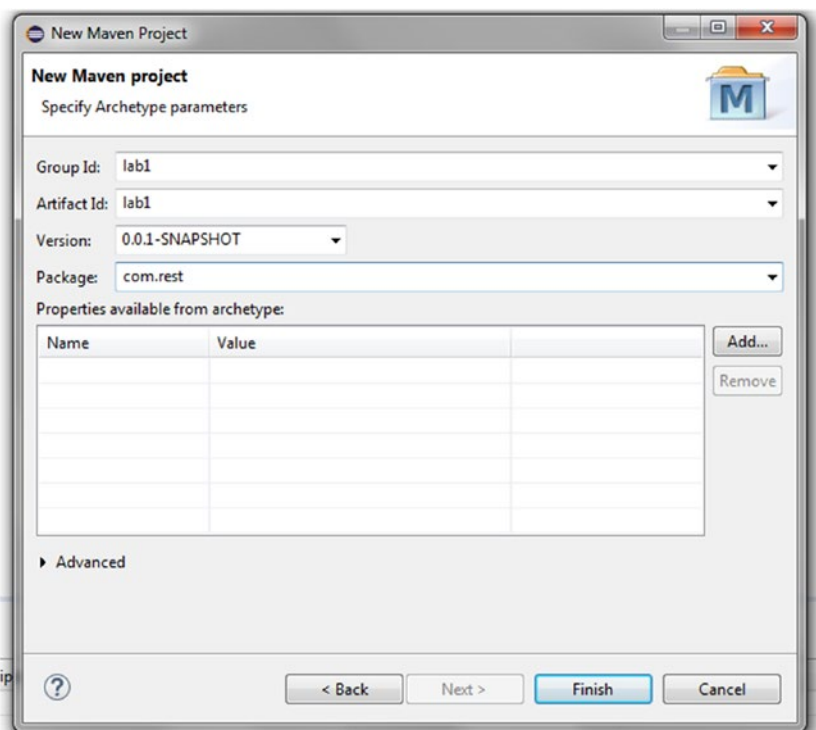 New Maven Project
New Maven project
Specify Archetype parameters
M
Group Id: lab1
Artifact Id: lab1
Version: 0.0.1-SNAPSHOT
Package: com.rest
Properties available from archetype:
Name Value
Add...
Remove
Advanced
ip
? < Back Next > Finish Cancel